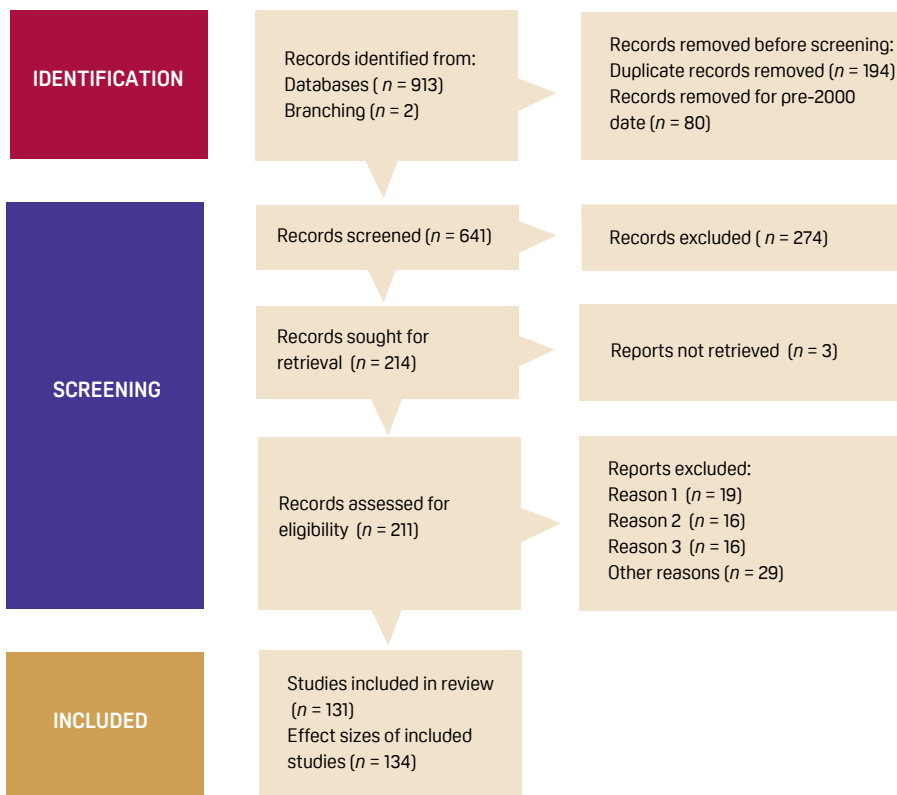 IDENTIFICATION
Records identified from:
Databases ( n = 913)
Branching (n = 2)
Records removed before screening:
Duplicate records removed (n = 194)
Records removed for pre-2000
date (n = 80)
SCREENING
Records screened (n = 641)
Records excluded ( n = 274)
Records sought for
retrieval (n = 214)
Reports not retrieved (n = 3)
Records assessed for
eligibility (n = 211)
Reports excluded:
Reason 1 (n = 19)
Reason 2 (n = 16)
Reason 3 (n = 16)
Other reasons (n = 29)
INCLUDED
Studies included in review
(n = 131)
Effect sizes of included
studies (n = 134)